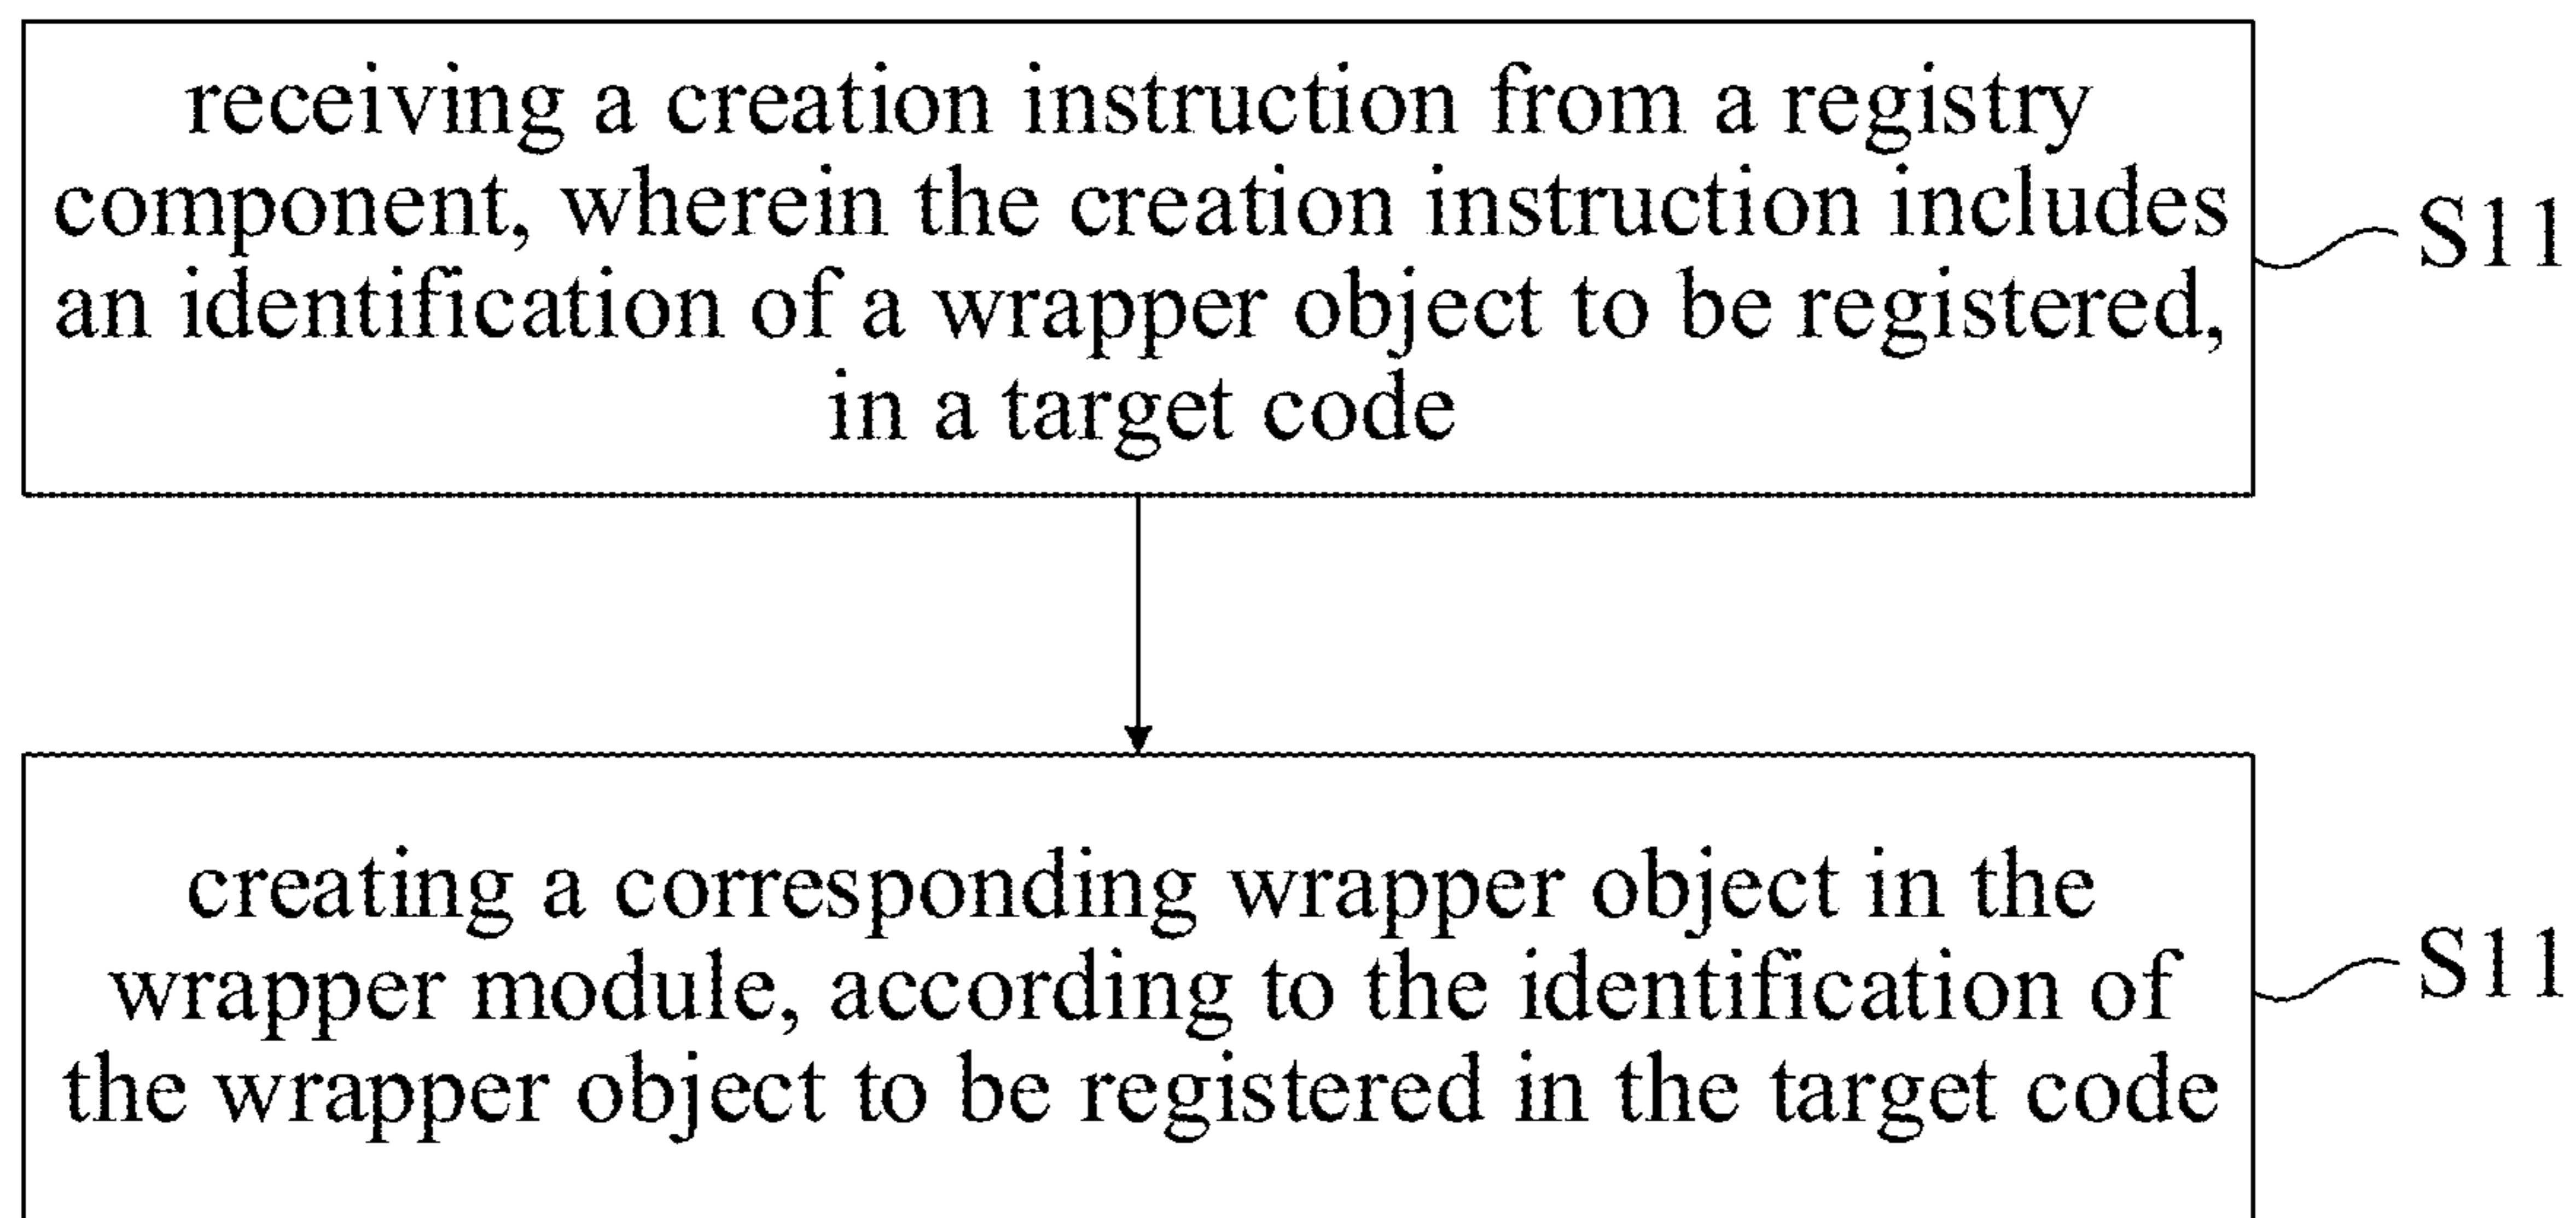 receiving a creation instruction from a registry
component, wherein the creation instruction includes
an identification of a wrapper object to be registered,
in a target code
S11
creating a corresponding wrapper object in the
wrapper module, according to the identification of
the wrapper object to be registered in the target code
S11